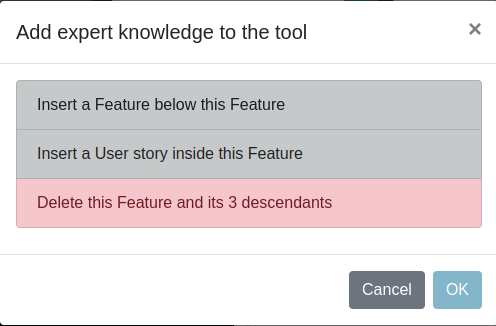 Add expert knowledge to the tool
×
Insert a Feature below this Feature
Insert a User story inside this Feature
Delete this Feature and its 3 descendants
Cancel OK